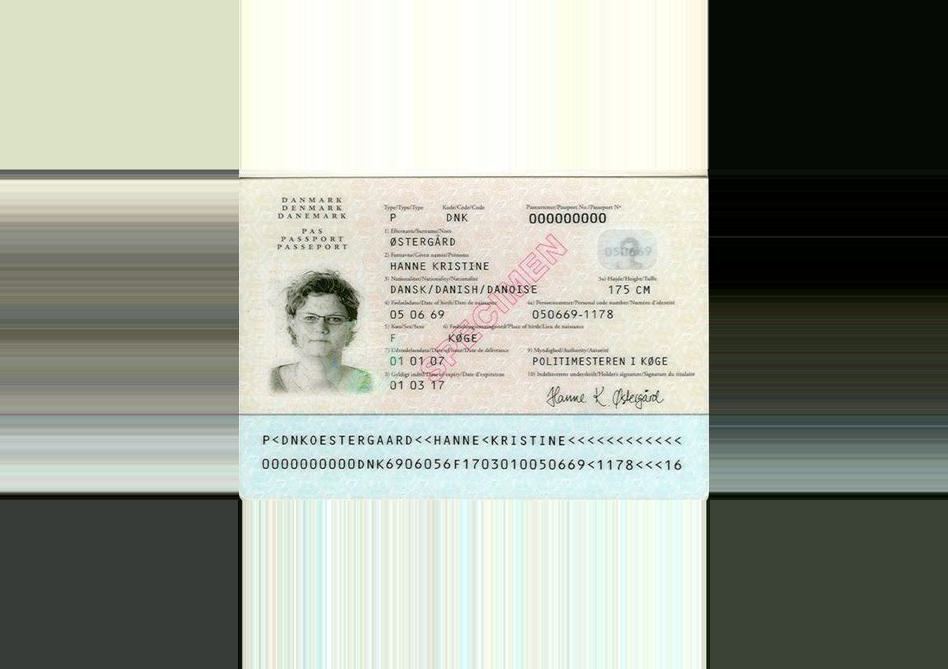 DANMARK
DENMARK
DANEMARK
PAS
PASSPORT
PASSEPORT
Type/Type/Type Kode/Code/Code Pasnummer/Passport No./Passeport N°
P DNK 000000000
1) Efternavn/Surname/Nom
ØSTERGÅRD
050669
2) Fornavne/Given names/Prénoms
HANNE KRISTINE
3) Nationalitet/Nationality/Nationalité 3a) Højde/Height/Taille
DANSK/DANISH/DANOISE 175 CM
4) Fødselsdato/Date of birth/Date de naissance 4a) Personnummer/Personal code number/Numéro d'identité
05 06 69 050669-1178
5) Køn/Sex/Sexe 6) Fødselsregistreringssted/Place of birth/Lieu de naissance
F KØGE
7) Udstedelsesdato/Date of issue/Date de délivrance 9) Myndighed/Authority/Autorité
01 01 07 POLITIMESTEREN I KØGE
8) Gyldigt indtil/Date of expiry/Date d'expiration 10) Indehaverens underskrift/Holder's signature/Signature du titulaire
01 03 17
Hanne K Østergård
SPECIMEN
P<DNKOESTERGAARD<<HANNE<KRISTINE<<<<<<<<<<<<
0000000000DNK6906056F1703010050669<1178<<<16